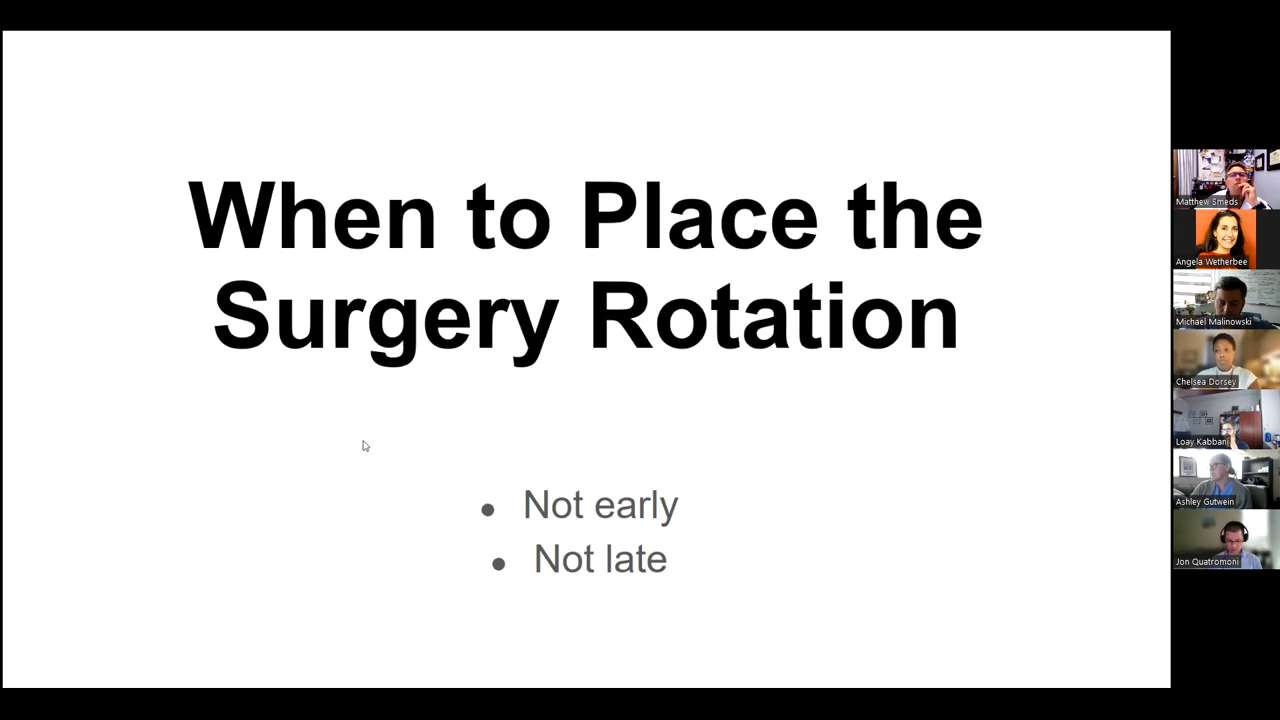 When to Place the
Surgery Rotation
● Not early
● Not late
Matthew Smeds
Angela Wetherbee
Michael Malinowski
Chelsea Dorsey
Loay Kabbani
Ashley Gutwein
Jon Quatromoni